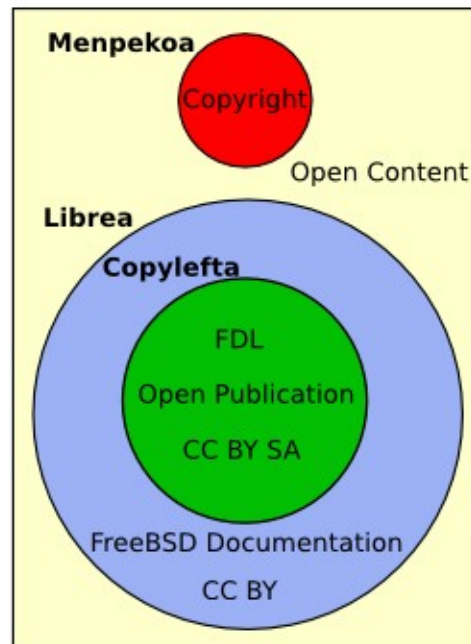 Menpekoa
Copyright
Open Content
Librea
Copylefta
FDL
Open Publication
CC BY SA
FreeBSD Documentation
CC BY